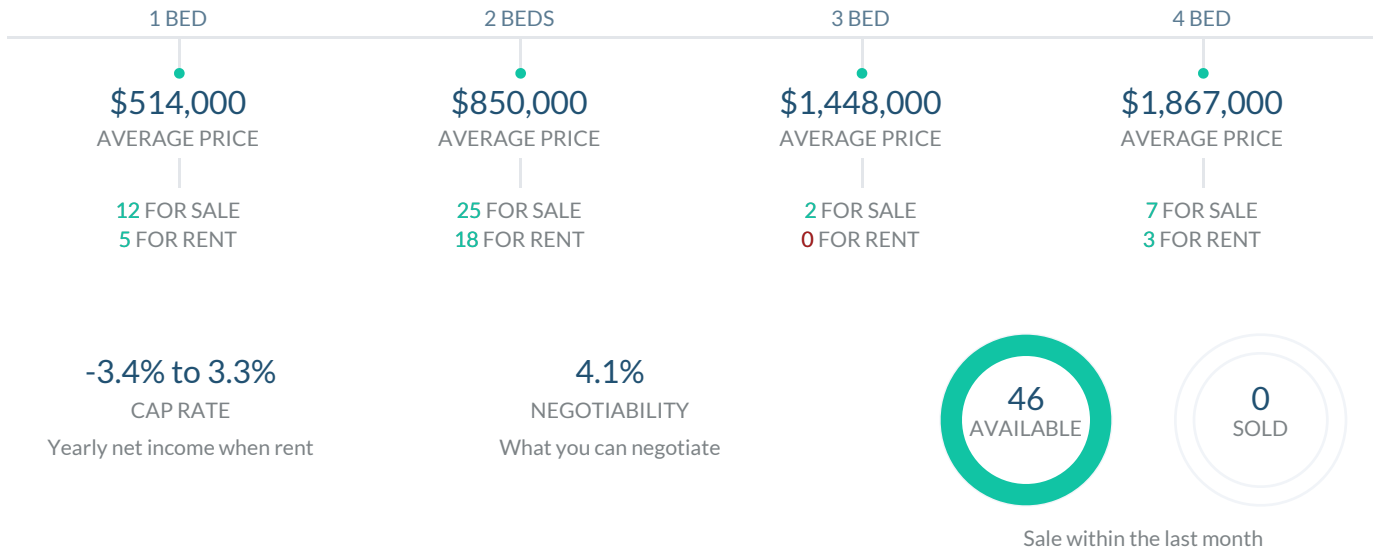 1 BED
2 BEDS
3 BED
4 BED
$514,000
$850,000
$1,448,000
$1,867,000
AVERAGE PRICE
AVERAGE PRICE
AVERAGE PRICE
AVERAGE PRICE
12 FOR SALE
25 FOR SALE
2 FOR SALE
7 FOR SALE
5 FOR RENT
18 FOR RENT
0 FOR RENT
3 FOR RENT
-3.4% to 3.3%
CAP RATE
Yearly net income when rent
4.1%
NEGOTIABILITY
What you can negotiate
46
AVAILABLE
0
SOLD
Sale within the last month